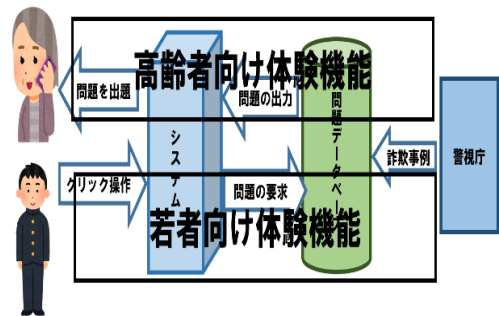 高齢者向け体験機能
問題を出題
問題の出力
システム
問題データベー
詐欺事例
警視庁
クリック操作
問題の要求
若者向け体験機能